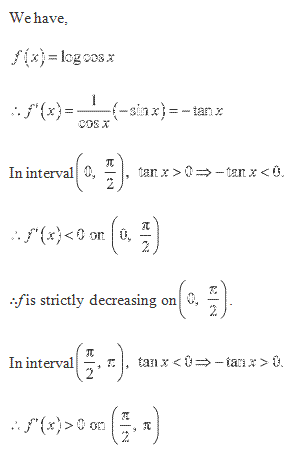 We have,
f(x) = log cos x
∴ f'(x) = 1/cos x (−sin x) = −tan x
In interval (0, π/2), tan x > 0 ⇒ −tan x < 0.
∴ f'(x) < 0 on (0, π/2)
∴f is strictly decreasing on (0, π/2).
In interval (π/2, π), tan x < 0 ⇒ −tan x > 0.
∴ f'(x) > 0 on (π/2, π)